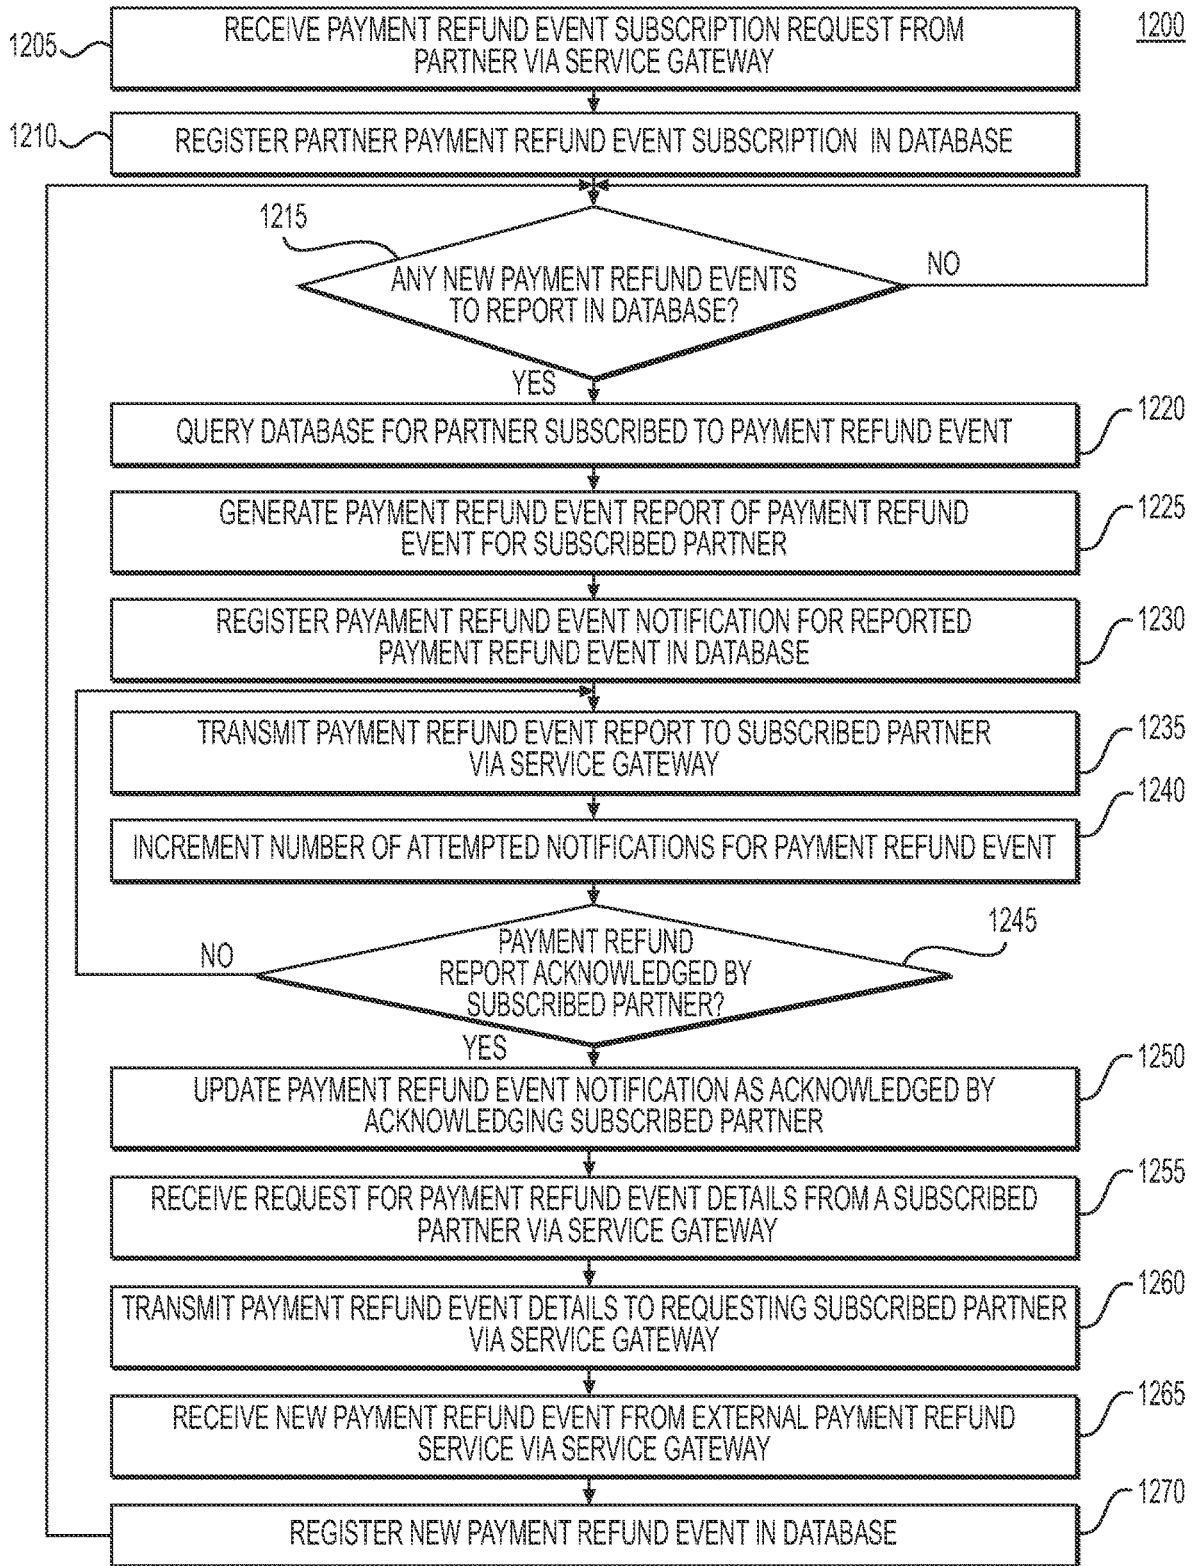 1200
1205
RECEIVE PAYMENT REFUND EVENT SUBSCRIPTION REQUEST FROM
PARTNER VIA SERVICE GATEWAY
1210
REGISTER PARTNER PAYMENT REFUND EVENT SUBSCRIPTION IN DATABASE
1215
ANY NEW PAYMENT REFUND EVENTS
TO REPORT IN DATABASE?
NO
YES
1220
QUERY DATABASE FOR PARTNER SUBSCRIBED TO PAYMENT REFUND EVENT
1225
GENERATE PAYMENT REFUND EVENT REPORT OF PAYMENT REFUND
EVENT FOR SUBSCRIBED PARTNER
1230
REGISTER PAYAMENT REFUND EVENT NOTIFICATION FOR REPORTED
PAYMENT REFUND EVENT IN DATABASE
1235
TRANSMIT PAYMENT REFUND EVENT REPORT TO SUBSCRIBED PARTNER
VIA SERVICE GATEWAY
1240
INCREMENT NUMBER OF ATTEMPTED NOTIFICATIONS FOR PAYMENT REFUND EVENT
1245
NO
PAYMENT REFUND
REPORT ACKNOWLEDGED BY
SUBSCRIBED PARTNER?
YES
1250
UPDATE PAYMENT REFUND EVENT NOTIFICATION AS ACKNOWLEDGED BY
ACKNOWLEDGING SUBSCRIBED PARTNER
1255
RECEIVE REQUEST FOR PAYMENT REFUND EVENT DETAILS FROM A SUBSCRIBED
PARTNER VIA SERVICE GATEWAY
1260
TRANSMIT PAYMENT REFUND EVENT DETAILS TO REQUESTING SUBSCRIBED PARTNER
VIA SERVICE GATEWAY
1265
RECEIVE NEW PAYMENT REFUND EVENT FROM EXTERNAL PAYMENT REFUND
SERVICE VIA SERVICE GATEWAY
1270
REGISTER NEW PAYMENT REFUND EVENT IN DATABASE